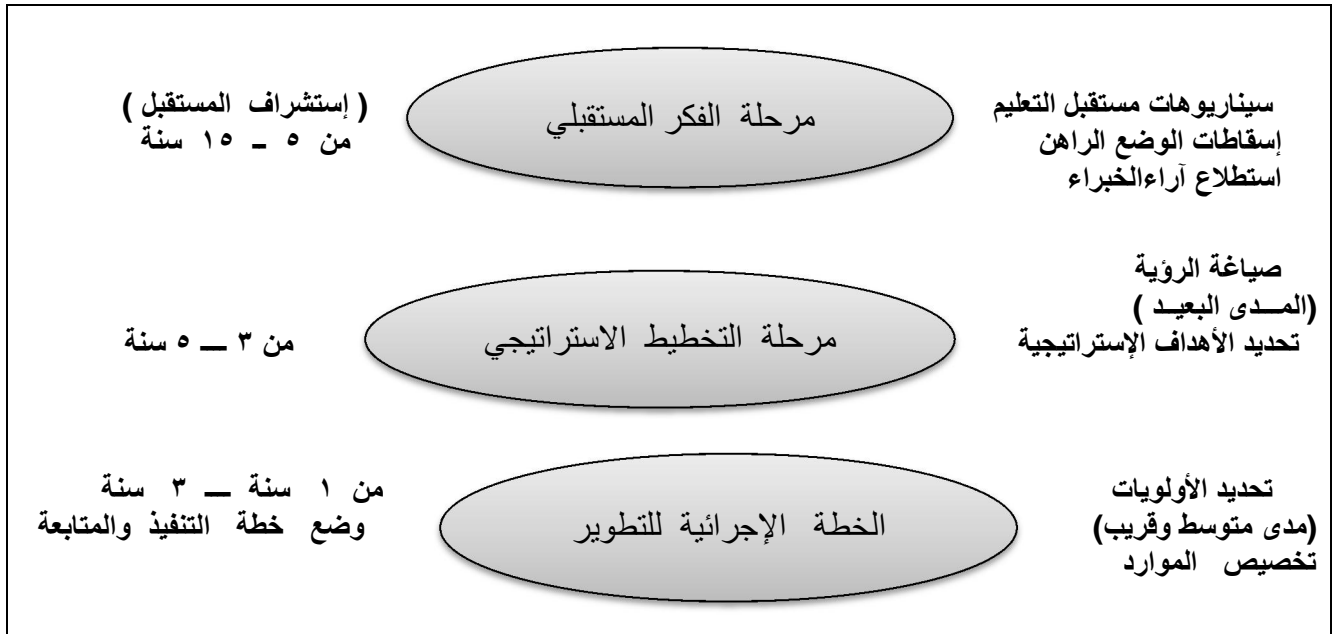 سيناريوهات مستقبل التعليم
إسقاطات الوضع الراهن
استطلاع آراءالخبراء
مرحلة الفكر المستقبلي
( إستشراف المستقبل )
من ٥ ـ ١٥ سنة
صياغة الرؤية
(المــدى البعيــد )
تحديد الأهداف الإستراتيجية
مرحلة التخطيط الاستراتيجي
من ٣ ــ ٥ سنة
تحديد الأولويات
(مدى متوسط وقريب)
تخصيص الموارد
الخطة الإجرائية للتطوير
من ١ سنة ــ ٣ سنة
وضع خطة التنفيذ والمتابعة